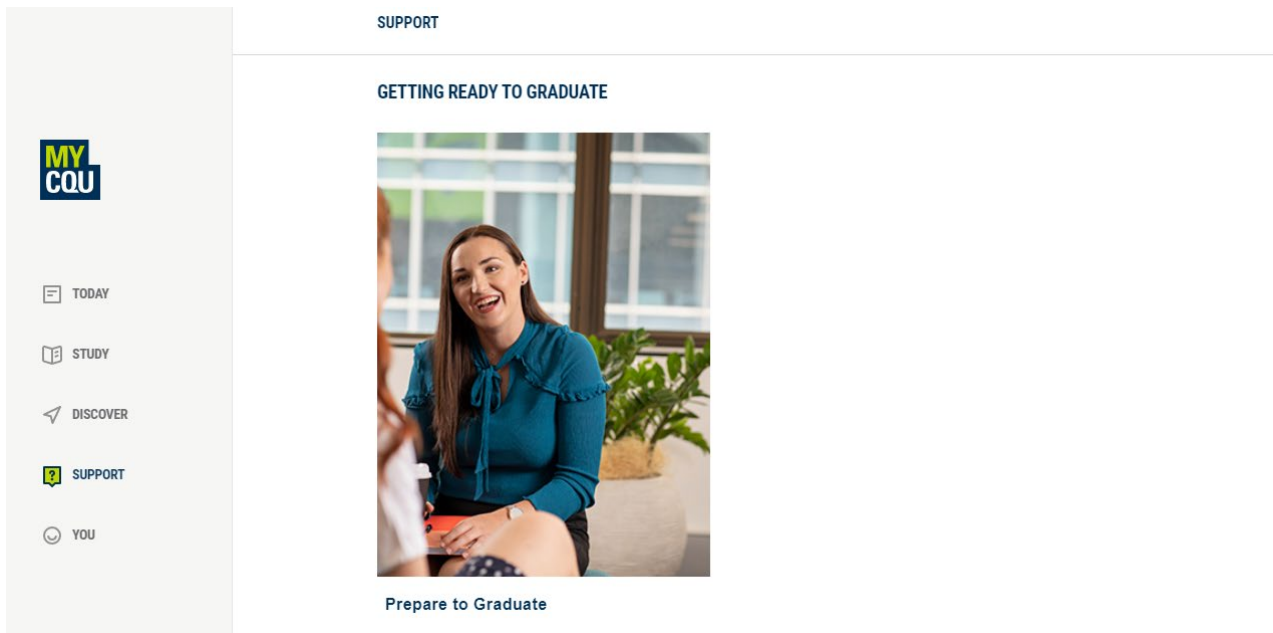 SUPPORT
GETTING READY TO GRADUATE
MY
CQU
TODAY
STUDY
DISCOVER
SUPPORT
YOU
Prepare to Graduate